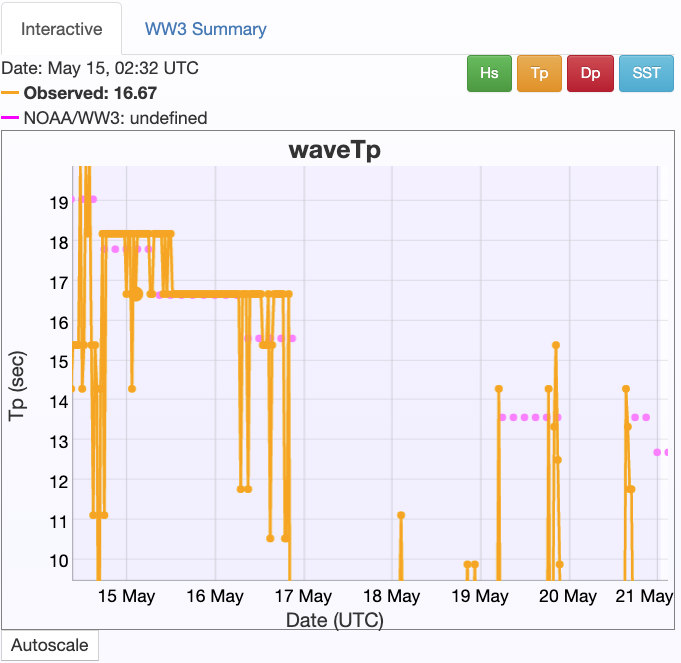 Interactive
WW3 Summary
Date: May 15, 02:32 UTC
Hs
Tp
Dp
SST
Observed: 16.67
NOAA/WW3: undefined
waveTp
19
18
17
16
15
14
13
12
11
10
Tp (sec)
15 May
16 May
17 May
18 May
19 May
20 May
21 May
Date (UTC)
Autoscale